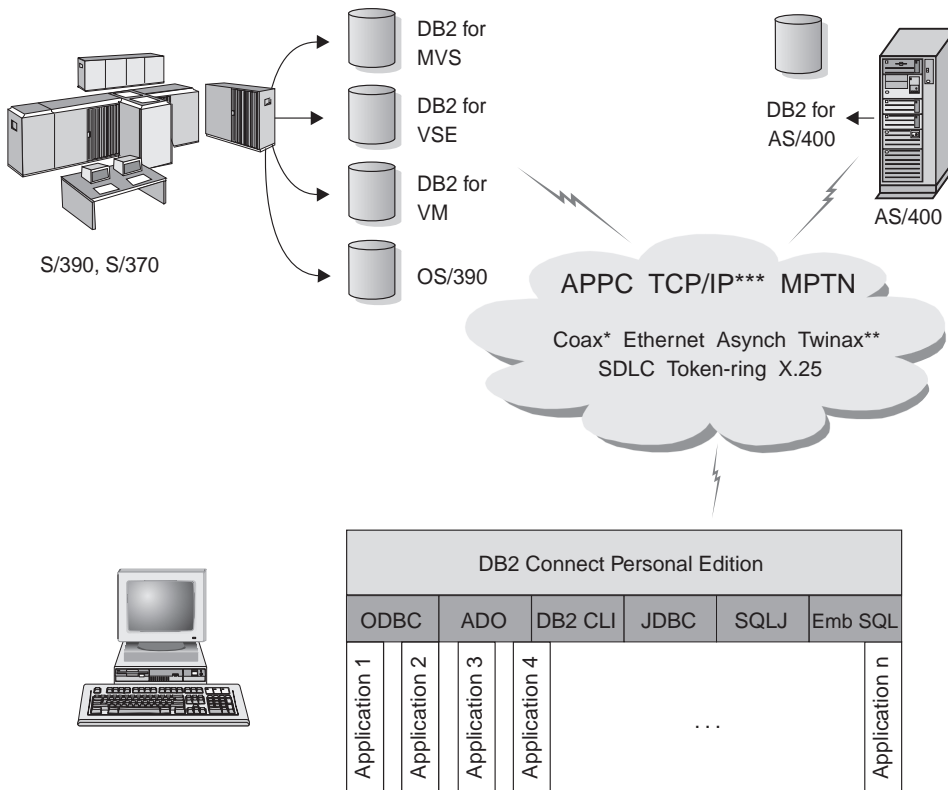 DB2 for
MVS
DB2 for
VSE
DB2 for
VM
OS/390
S/390, S/370
DB2 for
AS/400
AS/400
APPC TCP/IP*** MPTN
Coax* Ethernet Asynch Twinax**
SDLC Token-ring X.25
DB2 Connect Personal Edition
ODBC ADO DB2 CLI JDBC SQLJ Emb SQL
Application 1
Application 2
Application 3
Application 4
. . .
Application n